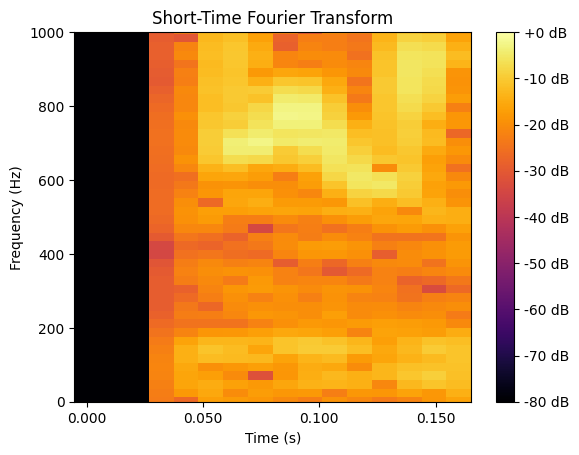 Short-Time Fourier Transform
1000
800
600
400
200
0
Frequency (Hz)
0.000
0.050
0.100
0.150
Time (s)
+0 dB
-10 dB
-20 dB
-30 dB
-40 dB
-50 dB
-60 dB
-70 dB
-80 dB